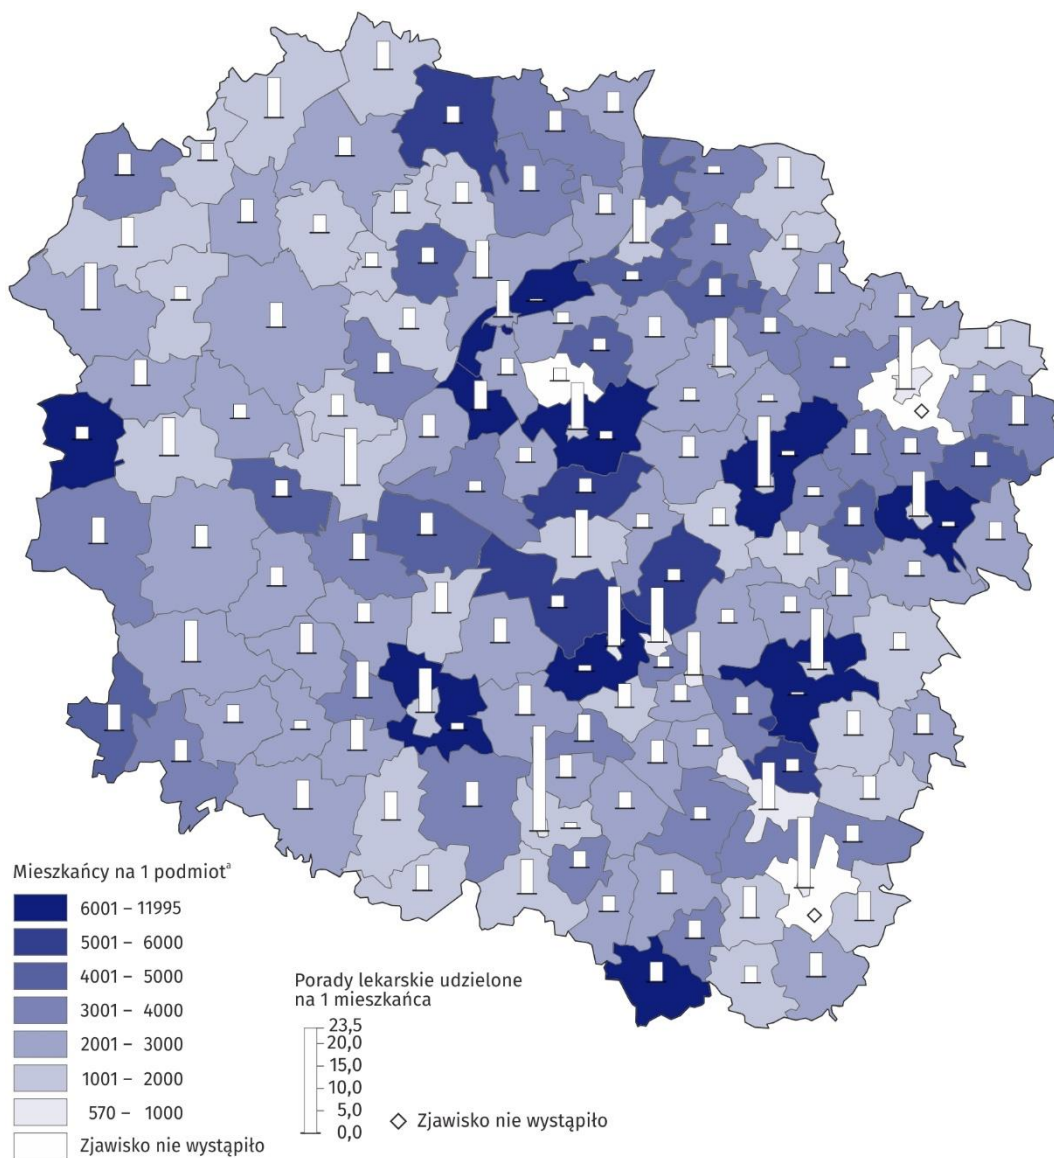 Mieszkańcy na 1 podmiotª
6001 – 11995
5001 – 6000
4001 – 5000
3001 – 4000
2001 – 3000
1001 – 2000
570 – 1000
Zjawisko nie wystąpiło
Porady lekarskie udzielone
na 1 mieszkańca
23,5
20,0
15,0
10,0
5,0
0,0
Zjawisko nie wystąpiło